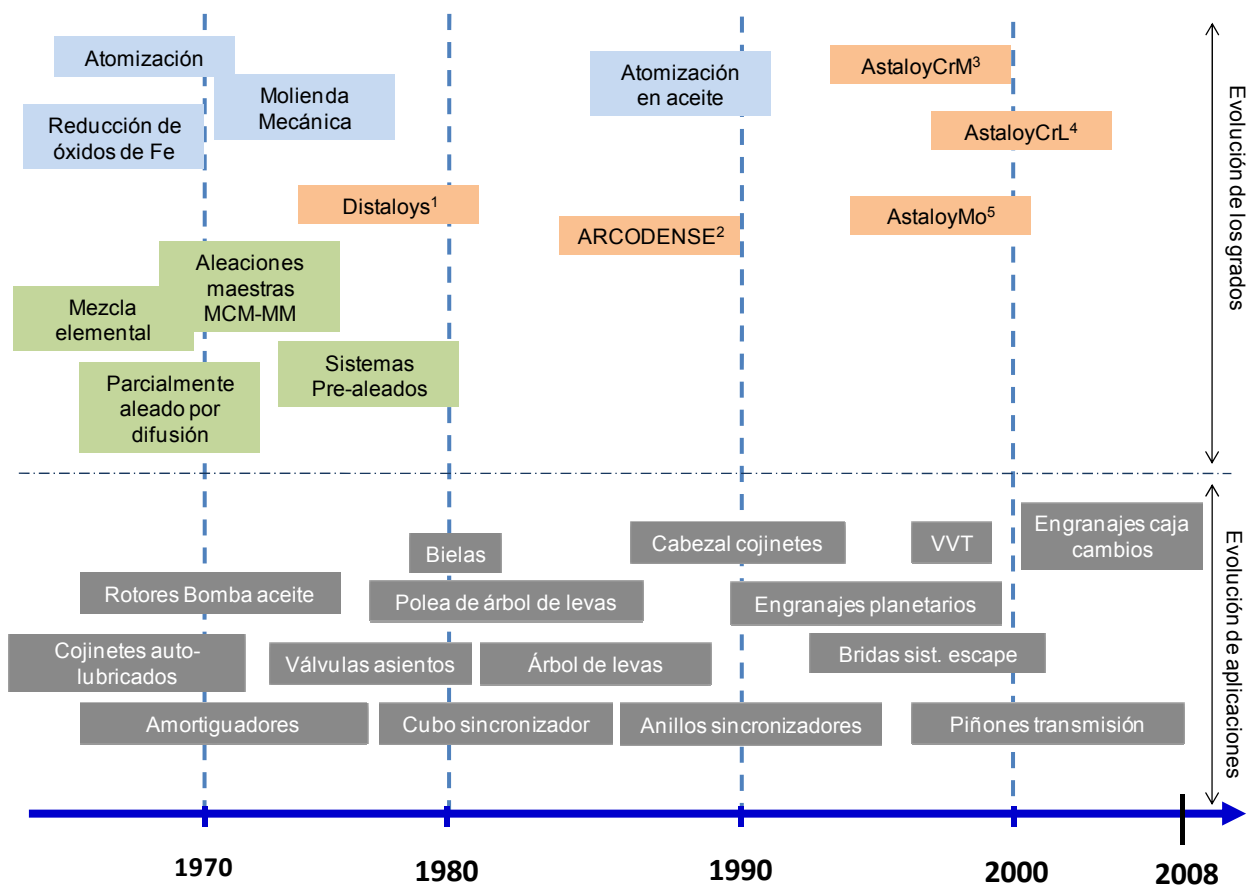 Atomización
Molienda
Mecánica
Reducción de
óxidos de Fe
Atomización
en aceite
AstaloyCrM³
AstaloyCrL⁴
Distaloys¹
ARCODENSE²
AstaloyMo⁵
Aleaciones
maestras
MCM-MM
Mezcla
elemental
Parcialmente
aleado por
difusión
Sistemas
Pre-aleados
Evolución de los grados
Bielas
Cabezal cojinetes
VVT
Engranajes caja
cambios
Rotores Bomba aceite
Polea de árbol de levas
Engranajes planetarios
Cojinetes auto-
lubricados
Válvulas asientos
Árbol de levas
Bridas sist. escape
Amortiguadores
Cubo sincronizador
Anillos sincronizadores
Piñones transmisión
Evolución de aplicaciones
1970
1980
1990
2000
2008